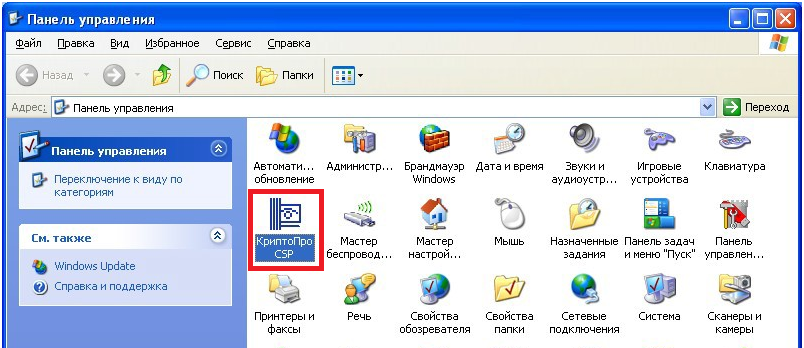 Панель управления
Файл Правка Вид Избранное Сервис Справка
Назад Поиск Папки
Адрес: Панель управления Переход
Панель управления
Переключение к виду по
категориям
См. также
Windows Update
Справка и поддержка
Автомати... Администр... Брандмауэр Дата и время Звуки и Игровые Клавиатура
обновление Windows аудиоустр... устройства
КриптоПро Мастер Мастер Мышь Назначенные Панель задач Панель
CSP беспровод... настрой... задания и меню "Пуск" управлен...
Принтеры и Речь Свойства Свойства Сетевые Система Сканеры и
факсы обозревателя папки подключения камеры